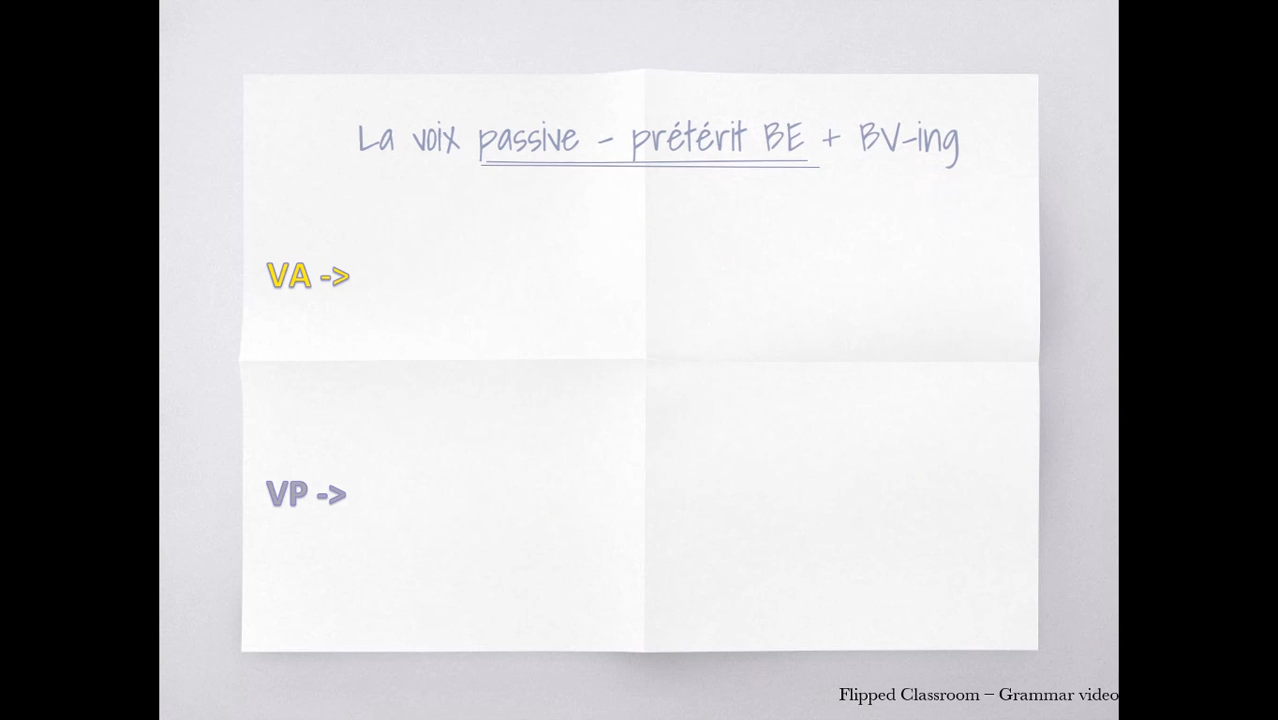 La voix passive – prétérit BE + BV-ing
VA ->
VP ->
Flipped Classroom – Grammar video